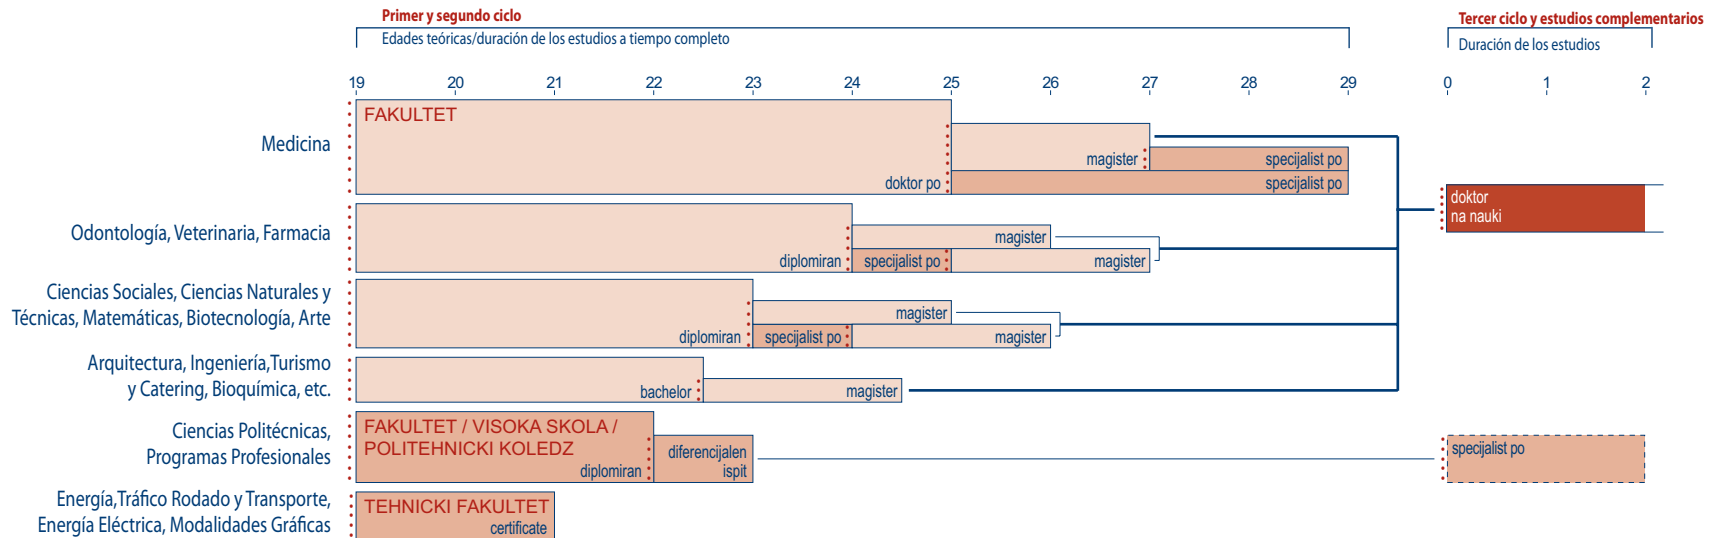 Primer y segundo ciclo
Edades teóricas/duración de los estudios a tiempo completo
Tercer ciclo y estudios complementarios
Duración de los estudios
19 20 21 22 23 24 25 26 27 28 29 0 1 2
Medicina
FAKULTET
doktor po
magister
specijalist po
specijalist po
doktor
na nauki
Odontología, Veterinaria, Farmacia
diplomiran
magister
specijalist po
magister
Ciencias Sociales, Ciencias Naturales y
Técnicas, Matemáticas, Biotecnología, Arte
diplomiran
magister
specijalist po
magister
Arquitectura, Ingeniería,Turismo
y Catering, Bioquímica, etc.
bachelor
magister
Ciencias Politécnicas,
Programas Profesionales
FAKULTET / VISOKA SKOLA /
POLITEHNICKI KOLEDZ
diplomiran
diferencijalen
ispit
specijalist po
Energía,Tráfico Rodado y Transporte,
Energía Eléctrica, Modalidades Gráficas
TEHNICKI FAKULTET
certificate